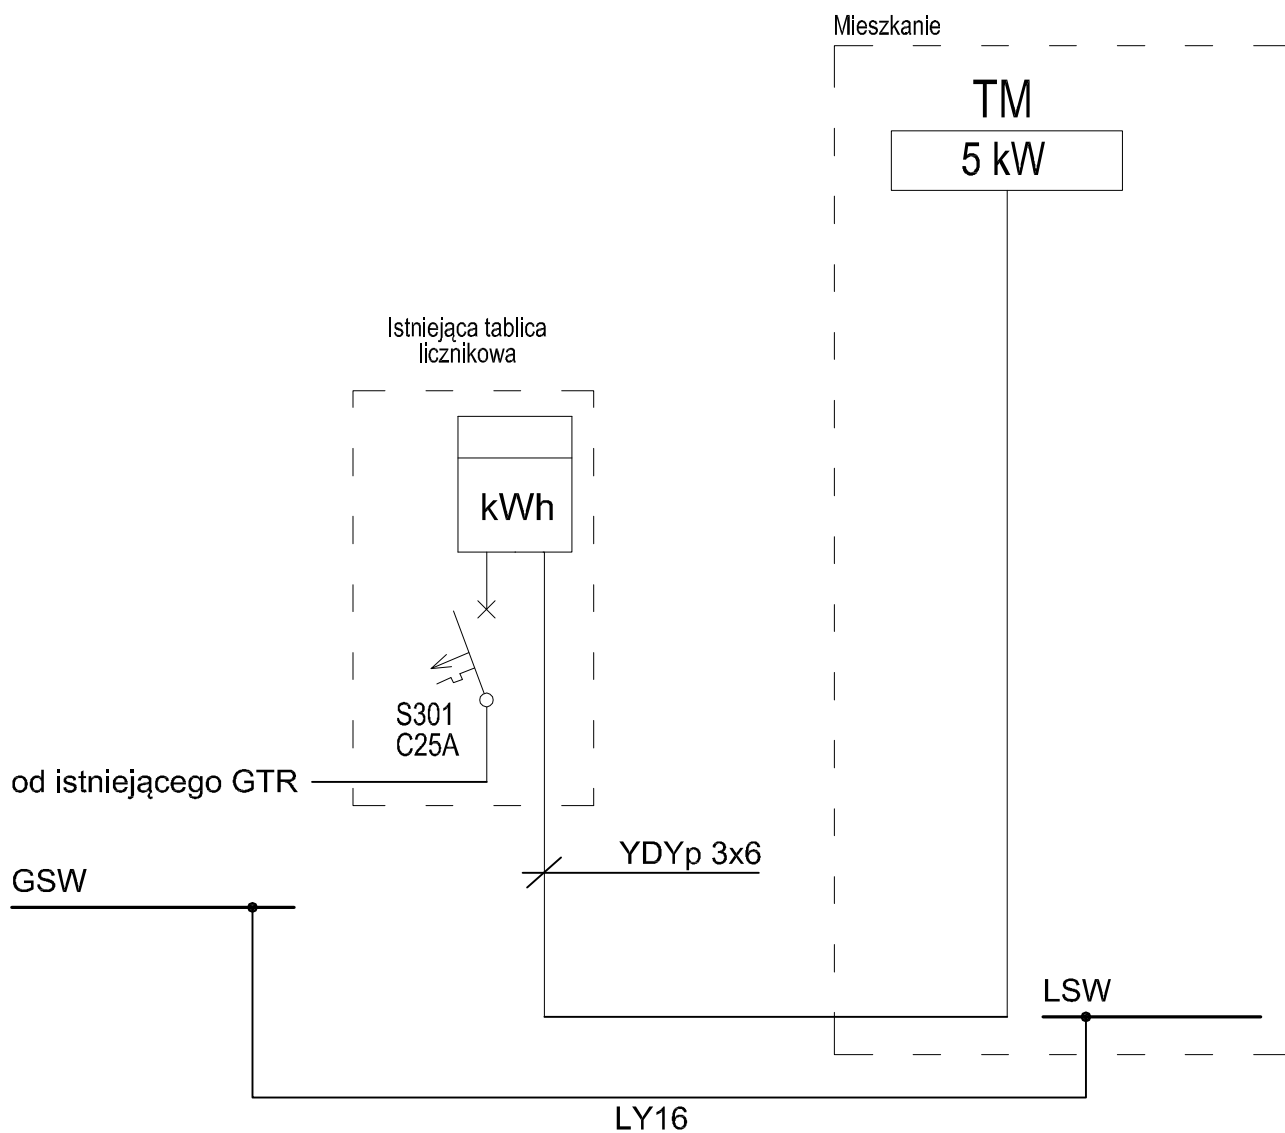 Mieszkanie
TM
5 kW
Istniejąca tablica
licznikowa
kWh
S301
C25A
od istniejącego GTR
YDYp 3x6
GSW
LSW
LY16